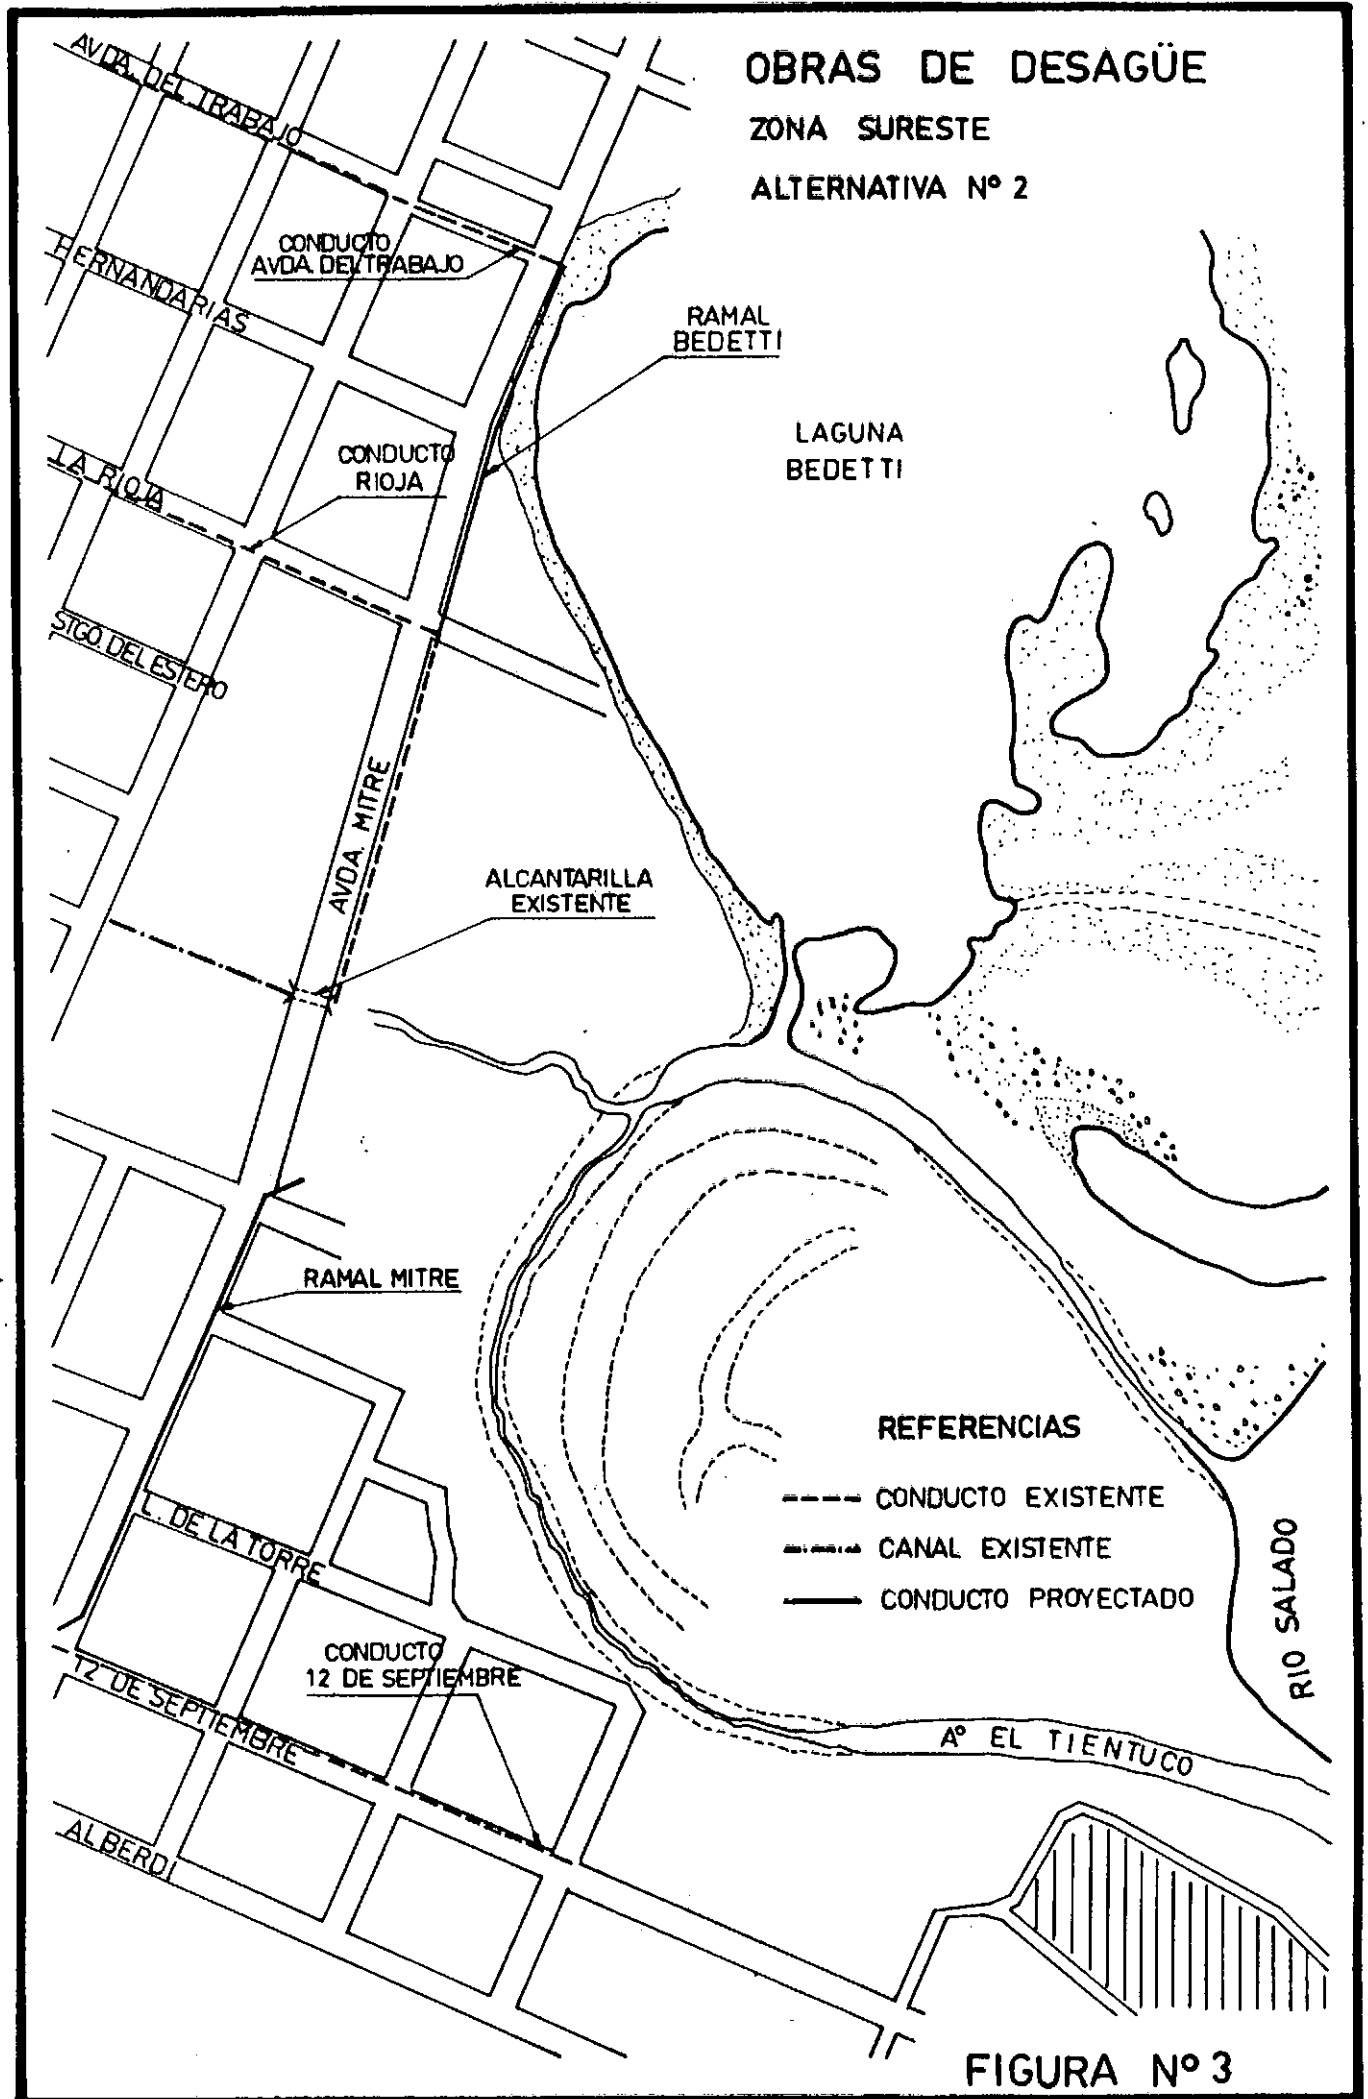 OBRAS DE DESAGÜE
ZONA SURESTE
ALTERNATIVA Nº 2
AVDA. DEL TRABAJO
CONDUCTO
AVDA. DEL TRABAJO
HERNANDARIAS
RAMAL
BEDETTI
LAGUNA
BEDETTI
CONDUCTO
RIOJA
LA RIOJA
STGO. DEL ESTERO
AVDA. MITRE
ALCANTARILLA
EXISTENTE
RAMAL MITRE
REFERENCIAS
CONDUCTO EXISTENTE
CANAL EXISTENTE
CONDUCTO PROYECTADO
L. DE LA TORRE
RIO SALADO
CONDUCTO
12 DE SEPTIEMBRE
12 DE SEPTIEMBRE
Aº EL TIENTUCO
ALBERDI
FIGURA Nº 3